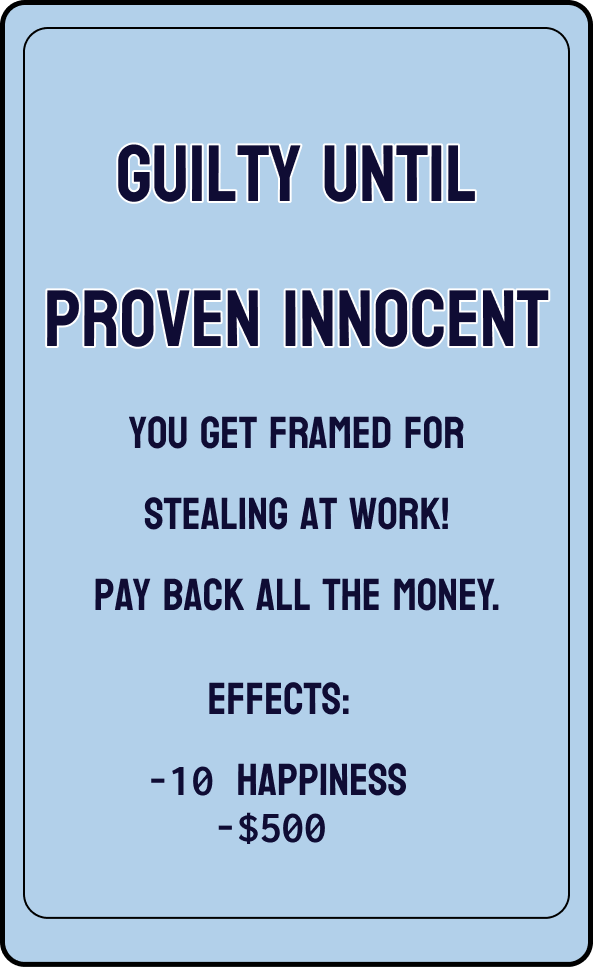 GUILTY UNTIL
PROVEN INNOCENT
YOU GET FRAMED FOR
STEALING AT WORK!
PAY BACK ALL THE MONEY.
EFFECTS:
-10 HAPPINESS
-$500